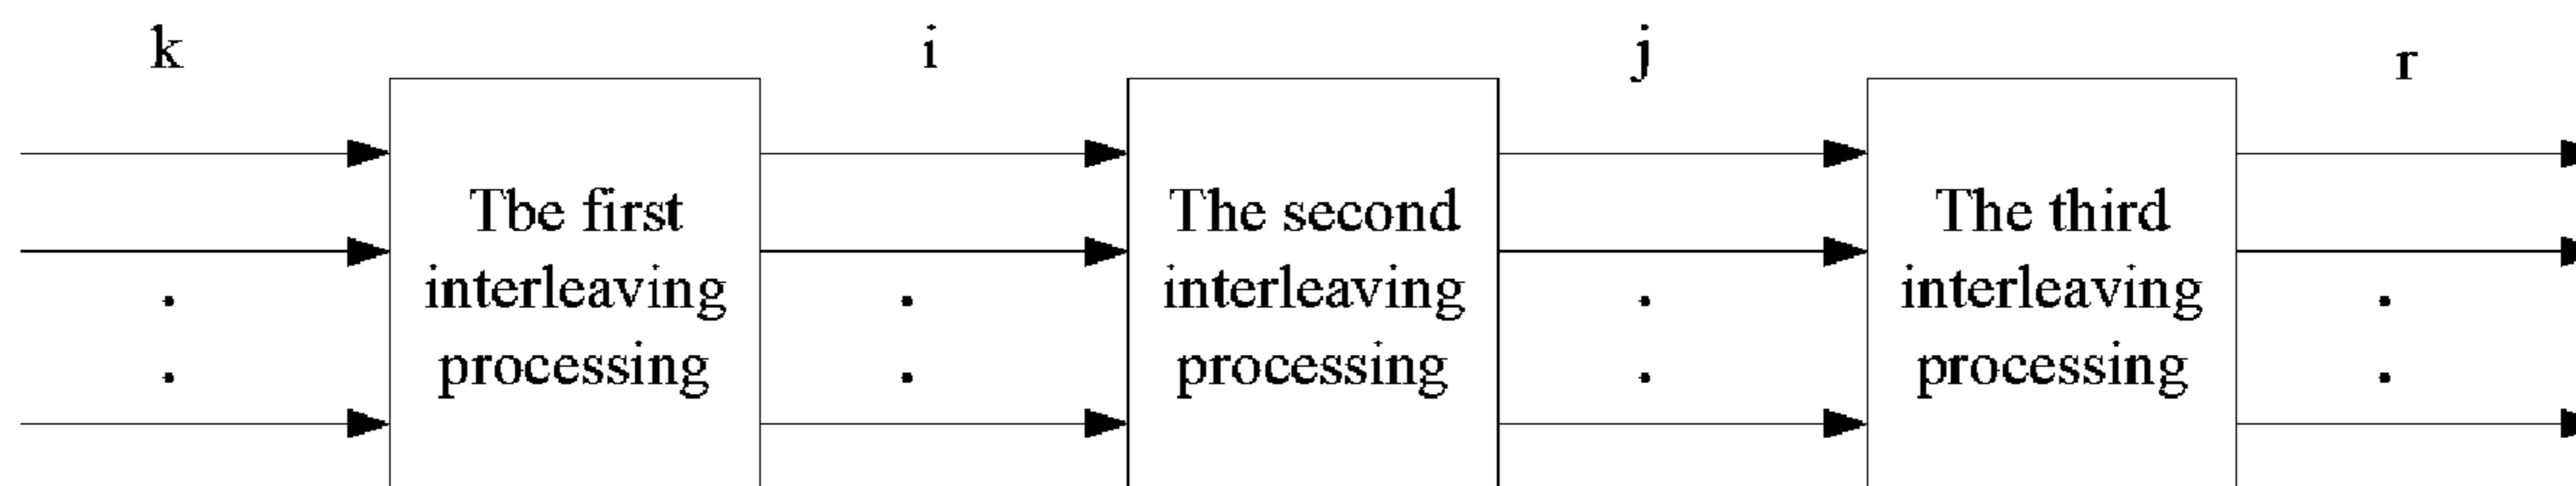 k
i
j
r
Tbe first
interleaving
processing
The second
interleaving
processing
The third
interleaving
processing